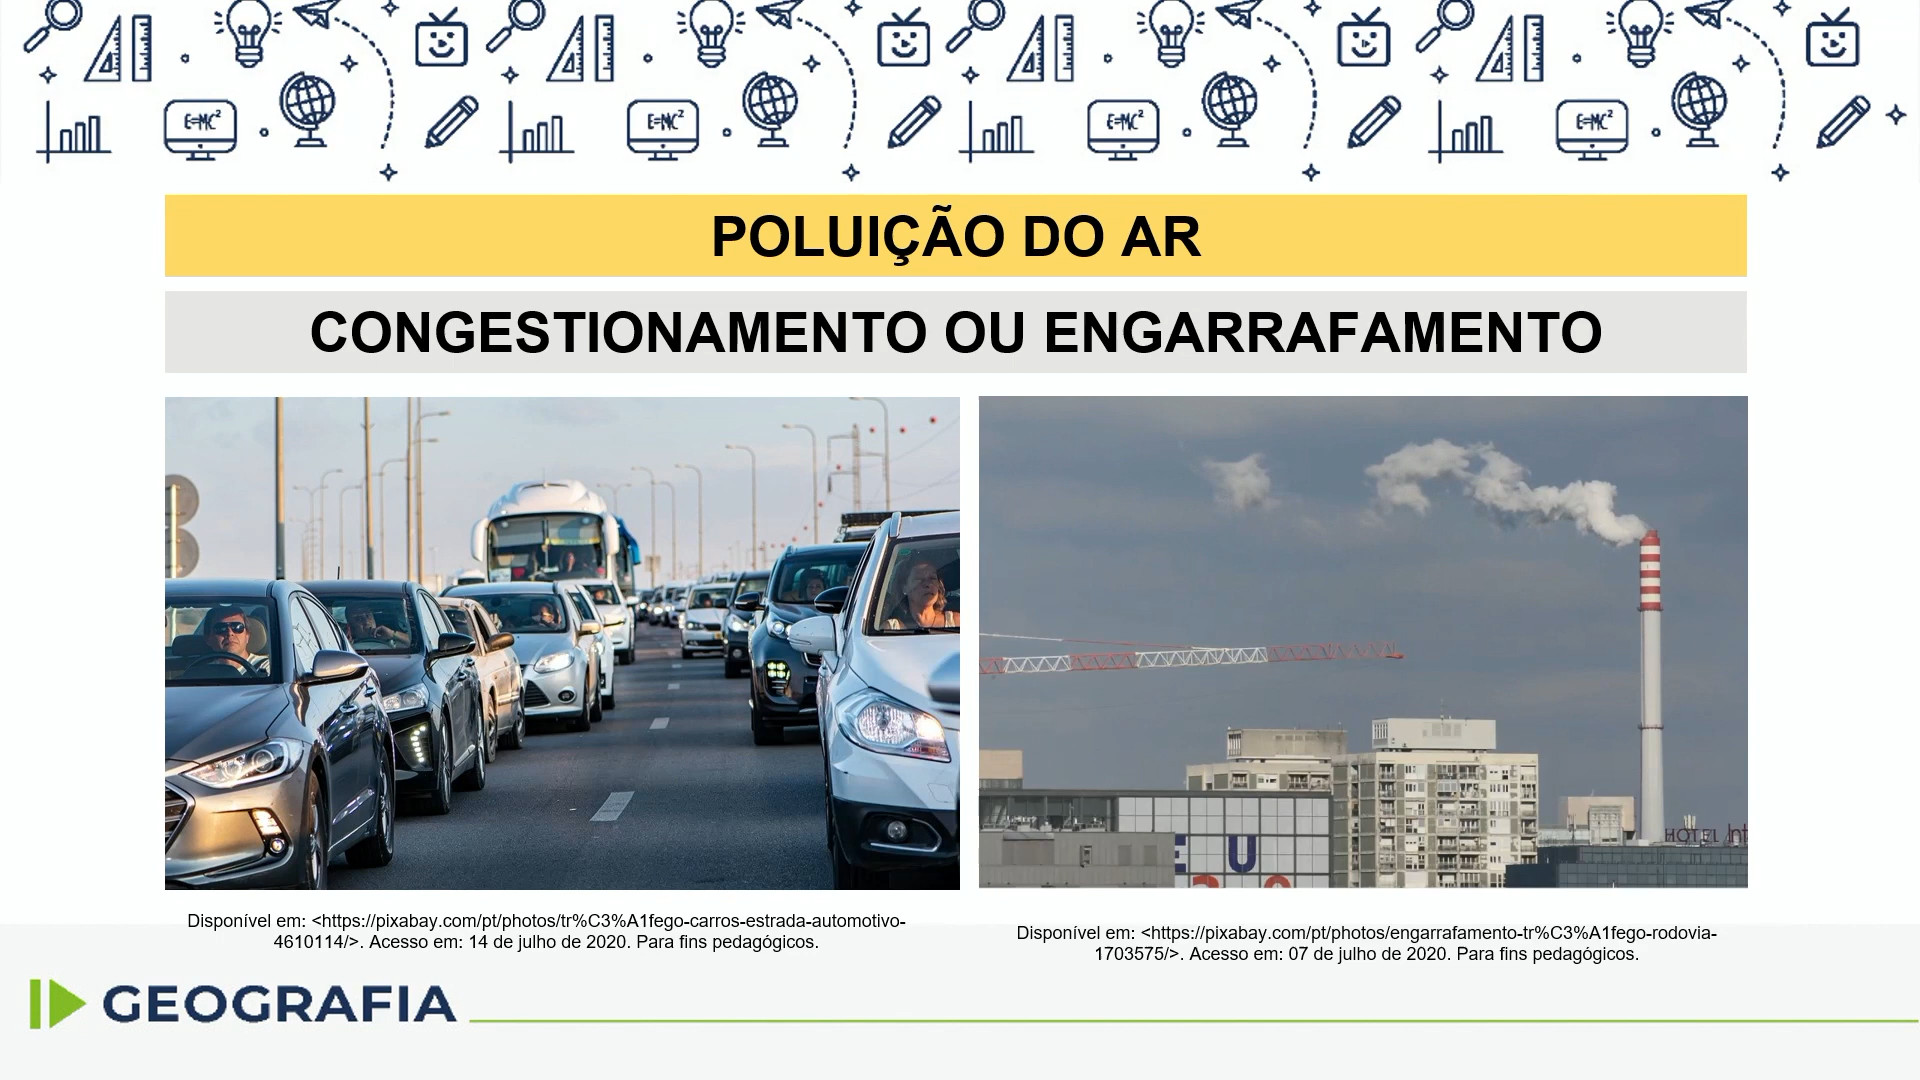 E=MC²
E=MC²
E=MC²
E=MC²
POLUIÇÃO DO AR
CONGESTIONAMENTO OU ENGARRAFAMENTO
E U
HOTEL Int
Disponível em: <https://pixabay.com/pt/photos/tr%C3%A1fego-carros-estrada-automotivo-
4610114/>. Acesso em: 14 de julho de 2020. Para fins pedagógicos.
Disponível em: <https://pixabay.com/pt/photos/engarrafamento-tr%C3%A1fego-rodovia-
1703575/>. Acesso em: 07 de julho de 2020. Para fins pedagógicos.
GEOGRAFIA